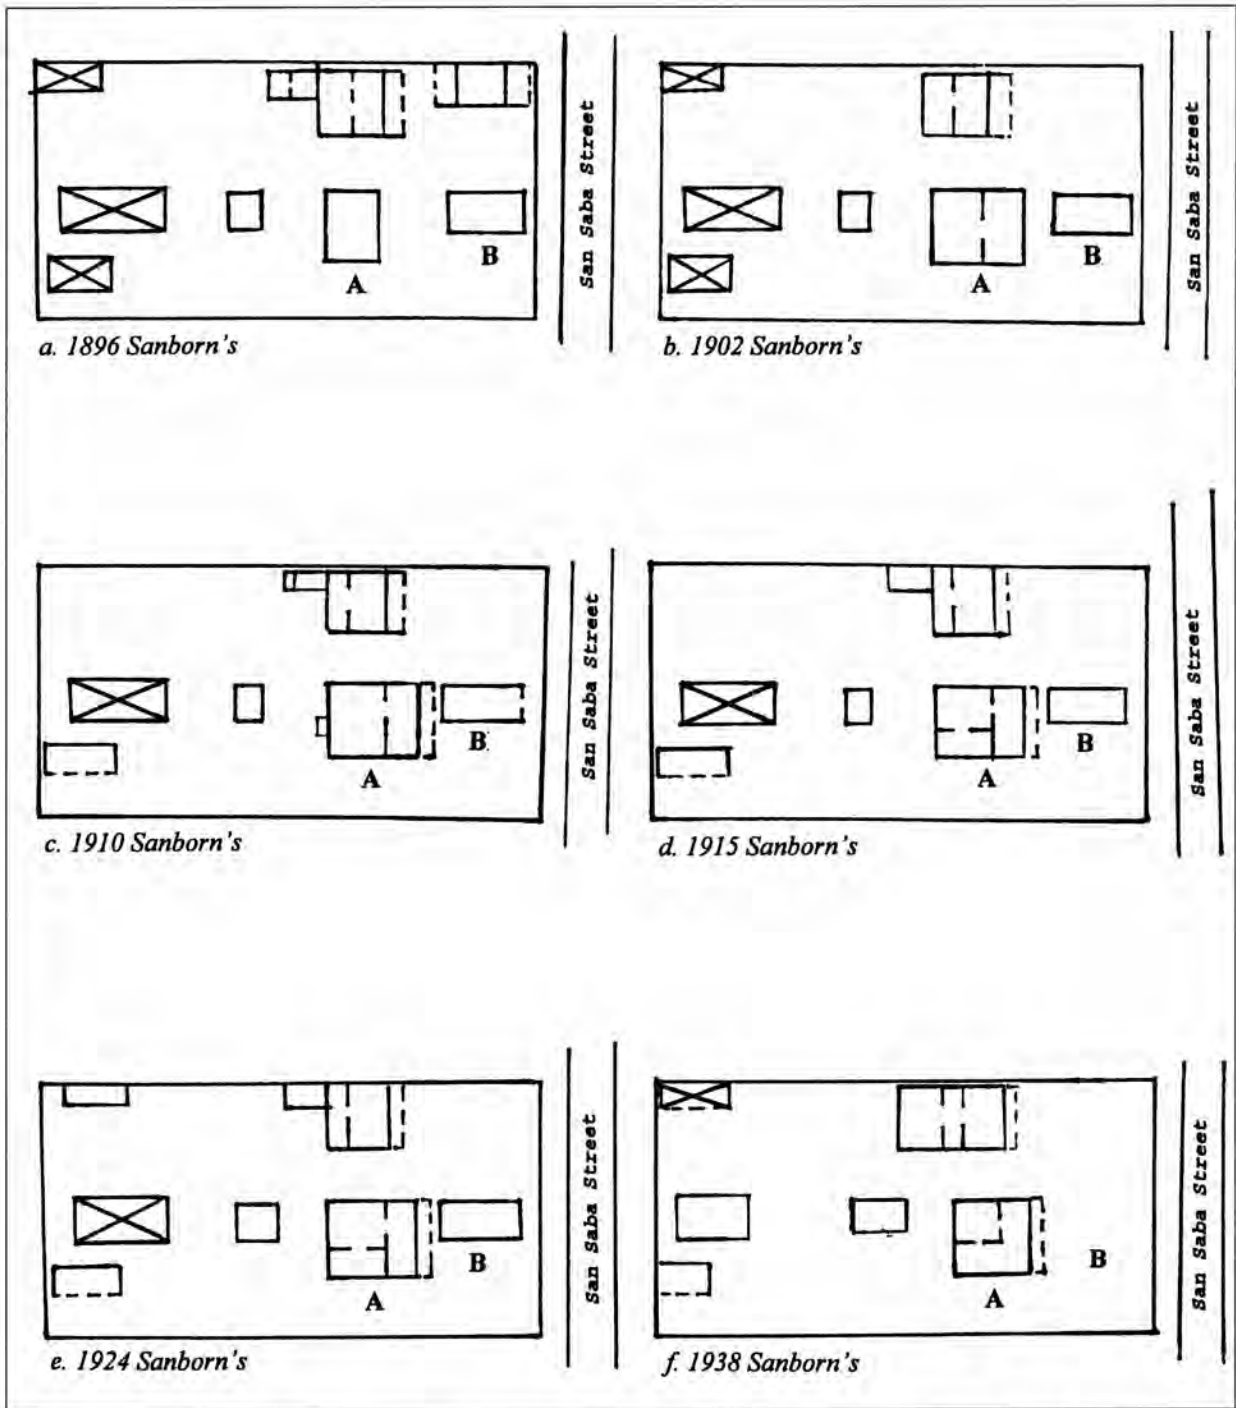 San Saba Street
A
B
a. 1896 Sanborn's
San Saba Street
A
B
b. 1902 Sanborn's
San Saba Street
A
B
c. 1910 Sanborn's
San Saba Street
A
B
d. 1915 Sanborn's
San Saba Street
A
B
e. 1924 Sanborn's
San Saba Street
A
B
f. 1938 Sanborn's